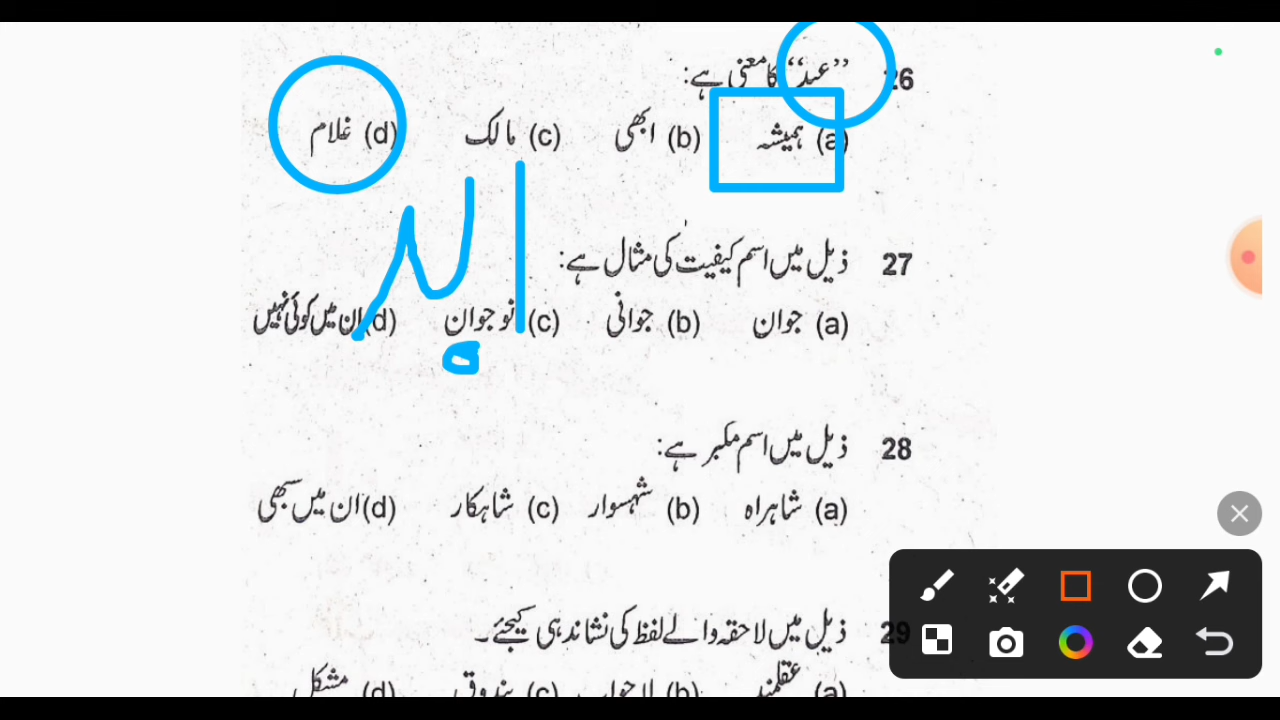 26 ”عبد“ کا معنی ہے:
(a) ہمیشہ (b) ابھی (c) مالک (d) غلام
ابد
27 ذیل میں اسم کیفیت کی مثال ہے:
(a) جوان (b) جوانی (c) نوجوان (d) ان میں کوئی نہیں
28 ذیل میں اسم مکبر ہے:
(a) شاہراہ (b) شہسوار (c) شاہکار (d) ان میں سبھی
29 ذیل میں لاحقہ والے لفظ کی نشاندہی کیجئے۔
(a) عقلمند (b) لاجواب (c) بندوق (d) مشکل